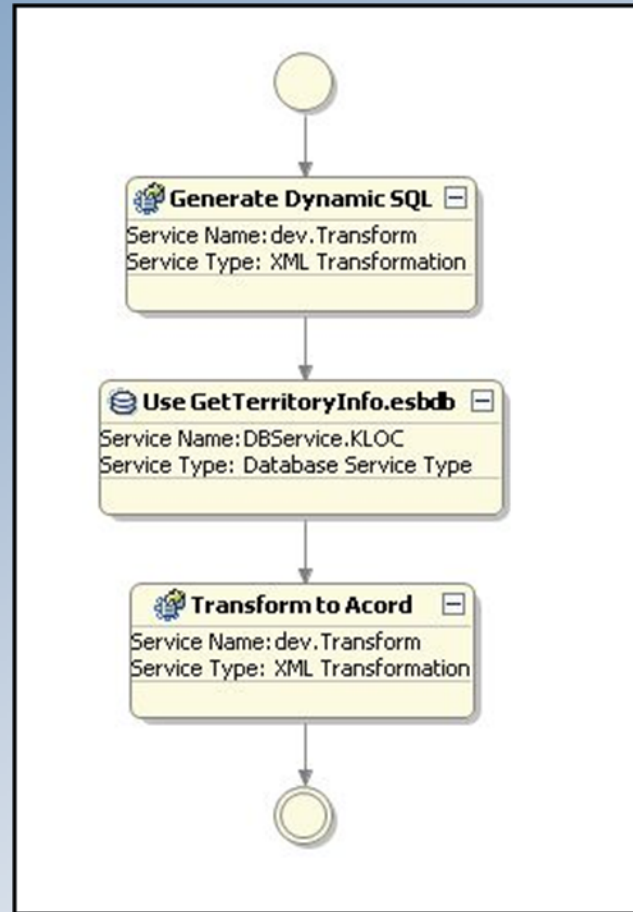 Generate Dynamic SQL
Service Name: dev.Transform
Service Type: XML Transformation
Use GetTerritoryInfo.esbdb
Service Name: DBService.KLOC
Service Type: Database Service Type
Transform to Acord
Service Name: dev.Transform
Service Type: XML Transformation